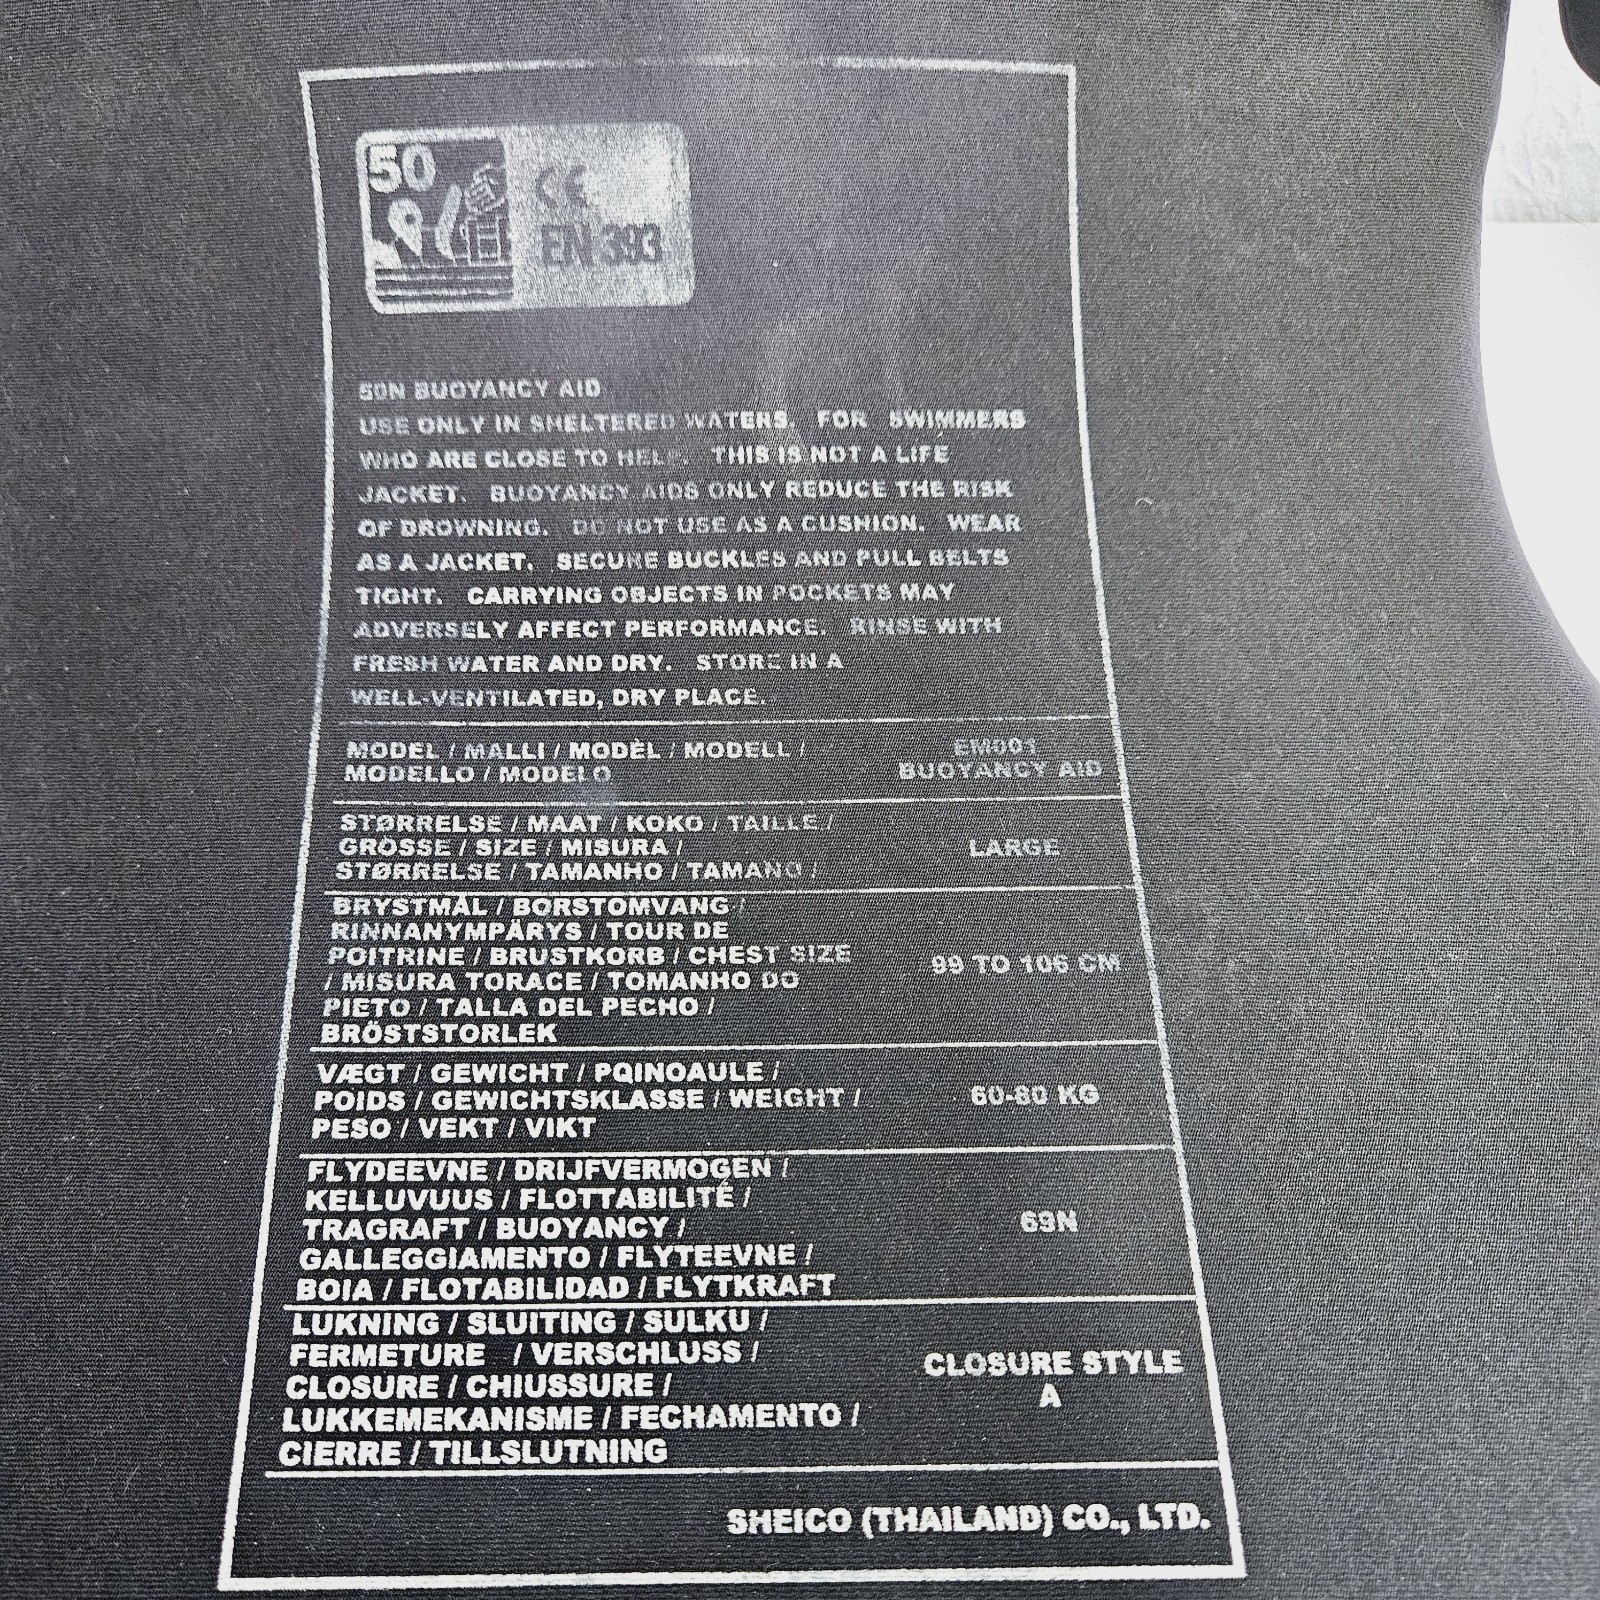 50
CE
EN 393
50N BUOYANCY AID
USE ONLY IN SHELTERED WATERS. FOR SWIMMERS
WHO ARE CLOSE TO HELP. THIS IS NOT A LIFE
JACKET. BUOYANCY AIDS ONLY REDUCE THE RISK
OF DROWNING. DO NOT USE AS A CUSHION. WEAR
AS A JACKET. SECURE BUCKLES AND PULL BELTS
TIGHT. CARRYING OBJECTS IN POCKETS MAY
ADVERSELY AFFECT PERFORMANCE. RINSE WITH
FRESH WATER AND DRY. STORE IN A
WELL-VENTILATED, DRY PLACE.
MODEL / MALLI / MODÈL / MODELL /
MODELLO / MODELO
EM001
BUOYANCY AID
STØRRELSE / MAAT / KOKO / TAILLE /
GRÖSSE / SIZE / MISURA /
STØRRELSE / TAMANHO / TAMANO /
LARGE
BRYSTMÅL / BORSTOMVANG /
RINNANYMPÄRYS / TOUR DE
POITRINE / BRUSTKORB / CHEST SIZE
/ MISURA TORACE / TOMANHO DO
PIETO / TALLA DEL PECHO /
BRÖSTSTORLEK
99 TO 106 CM
VÆGT / GEWICHT / PQINOAULE /
POIDS / GEWICHTSKLASSE / WEIGHT /
PESO / VEKT / VIKT
60-80 KG
FLYDEEVNE / DRIJFVERMOGEN /
KELLUVUUS / FLOTTABILITÉ /
TRAGRAFT / BUOYANCY /
GALLEGGIAMENTO / FLYTEEVNE /
BOIA / FLOTABILIDAD / FLYTKRAFT
69N
LUKNING / SLUITING / SULKU /
FERMETURE / VERSCHLUSS /
CLOSURE / CHIUSSURE /
LUKKEMEKANISME / FECHAMENTO /
CIERRE / TILLSLUTNING
CLOSURE STYLE
A
SHEICO (THAILAND) CO., LTD.